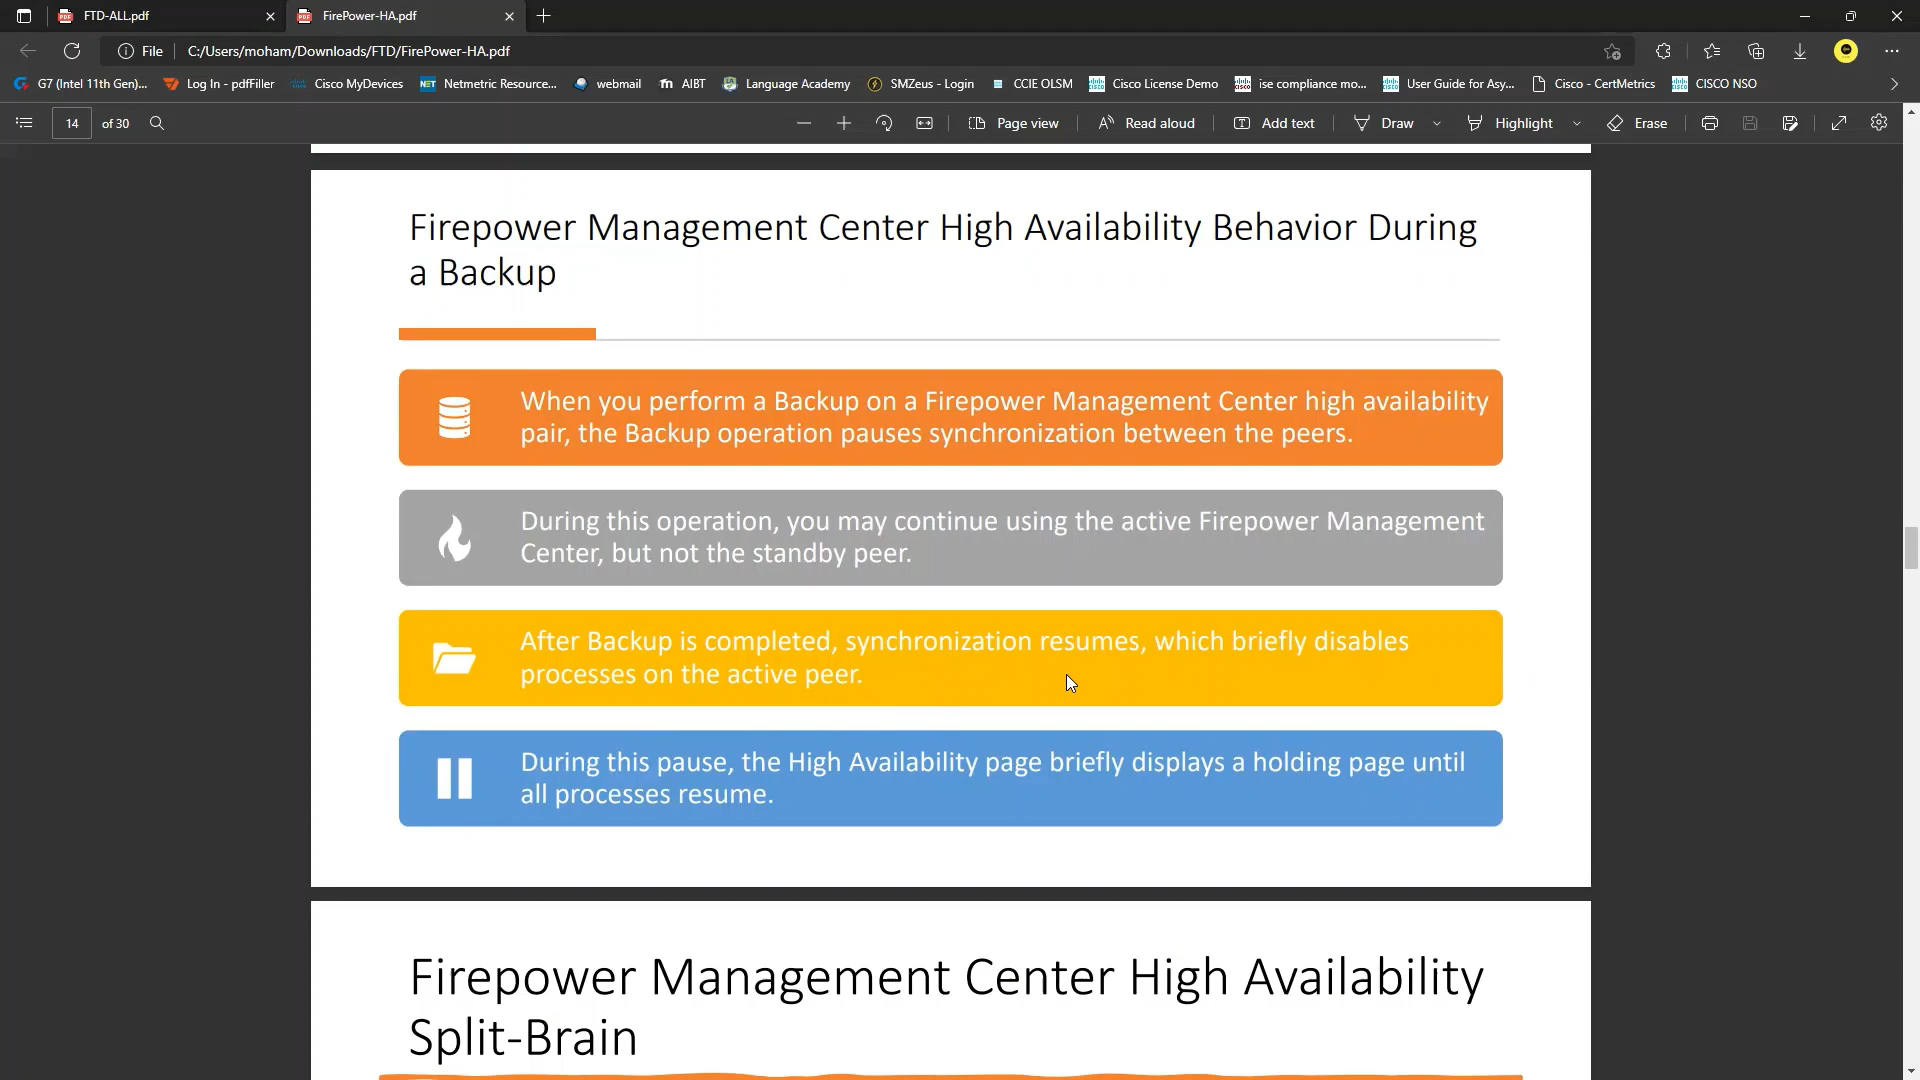 FTD-ALL.pdf
FirePower-HA.pdf
File
C:/Users/moham/Downloads/FTD/FirePower-HA.pdf
G7 (Intel 11th Gen)...
Log In - pdfFiller
Cisco MyDevices
Netmetric Resource...
webmail
AIBT
Language Academy
SMZeus - Login
CCIE OLSM
Cisco License Demo
ise compliance mo...
User Guide for Asy...
Cisco - CertMetrics
CISCO NSO
14 of 30
Page view
Read aloud
Add text
Draw
Highlight
Erase
Firepower Management Center High Availability Behavior During
a Backup
When you perform a Backup on a Firepower Management Center high availability
pair, the Backup operation pauses synchronization between the peers.
During this operation, you may continue using the active Firepower Management
Center, but not the standby peer.
After Backup is completed, synchronization resumes, which briefly disables
processes on the active peer.
During this pause, the High Availability page briefly displays a holding page until
all processes resume.
Firepower Management Center High Availability
Split-Brain